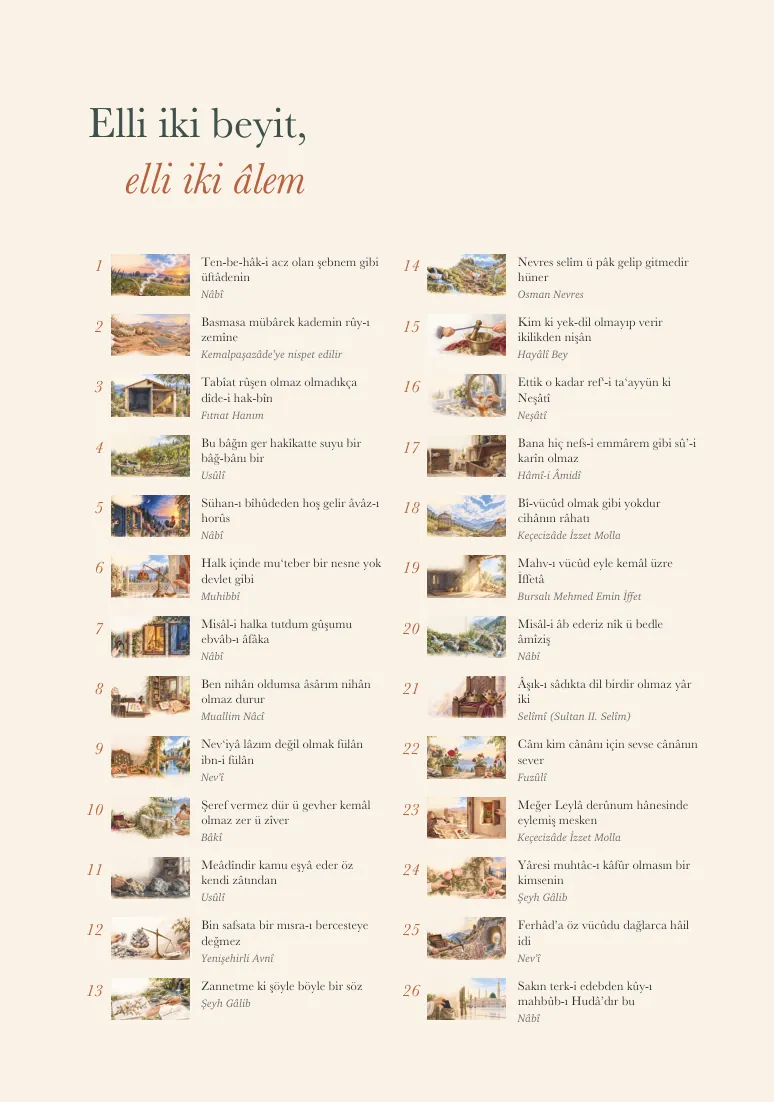 Elli iki beyit,
elli iki âlem
1
Ten-be-hâk-i acz olan şebnem gibi
üftâdenin
Nâbî
2
Basmasa mübârek kademin rûy-ı
zemîne
Kemalpaşazâde'ye nispet edilir
3
Tabîat rûşen olmaz olmadıkça
dîde-i hak-bîn
Fıtnat Hanım
4
Bu bâğın ger hakîkatte suyu bir
bâğ-bânı bir
Usûlî
5
Sühan-ı bîhûdeden hoş gelir âvâz-ı
horûs
Nâbî
6
Halk içinde mu‘teber bir nesne yok
devlet gibi
Muhibbî
7
Misâl-i halka tutdum gûşumu
ebvâb-ı âfâka
Nâbî
8
Ben nihân oldumsa âsârım nihân
olmaz durur
Muallim Nâcî
9
Nev‘iyâ lâzım değil olmak fülân
ibn-i fülân
Nev'î
10
Şeref vermez dür ü gevher kemâl
olmaz zer ü zîver
Bâkî
11
Meâdîndir kamu eşyâ eder öz
kendi zâtından
Usûlî
12
Bin safsata bir mısra-ı bercesteye
değmez
Yenişehirli Avnî
13
Zannetme ki şöyle böyle bir söz
Şeyh Gâlib
14
Nevres selîm ü pâk gelip gitmedir
hüner
Osman Nevres
15
Kim ki yek-dil olmayıp verir
ikilikden nişân
Hayâlî Bey
16
Ettik o kadar ref‘-i ta‘ayyün ki
Neşâtî
Neşâtî
17
Bana hiç nefs-i emmârem gibi sû’-i
karîn olmaz
Hâmî-i Âmidî
18
Bî-vücûd olmak gibi yokdur
cihânın râhatı
Keçecizâde İzzet Molla
19
Mahv-ı vücûd eyle kemâl üzre
İffetâ
Bursalı Mehmed Emin İffet
20
Misâl-i âb ederiz nîk ü bedle
âmîziş
Nâbî
21
Âşık-ı sâdıkta dil birdir olmaz yâr
iki
Selîmî (Sultan II. Selîm)
22
Cânı kim cânânı için sevse cânânın
sever
Fuzûlî
23
Meğer Leylâ derûnum hânesinde
eylemiş mesken
Keçecizâde İzzet Molla
24
Yâresi muhtâc-ı kâfûr olmasın bir
kimsenin
Şeyh Gâlib
25
Ferhâd’a öz vücûdu dağlarca hâil
idi
Nev'î
26
Sakın terk-i edebden kûy-ı
mahbûb-ı Hudâ’dır bu
Nâbî